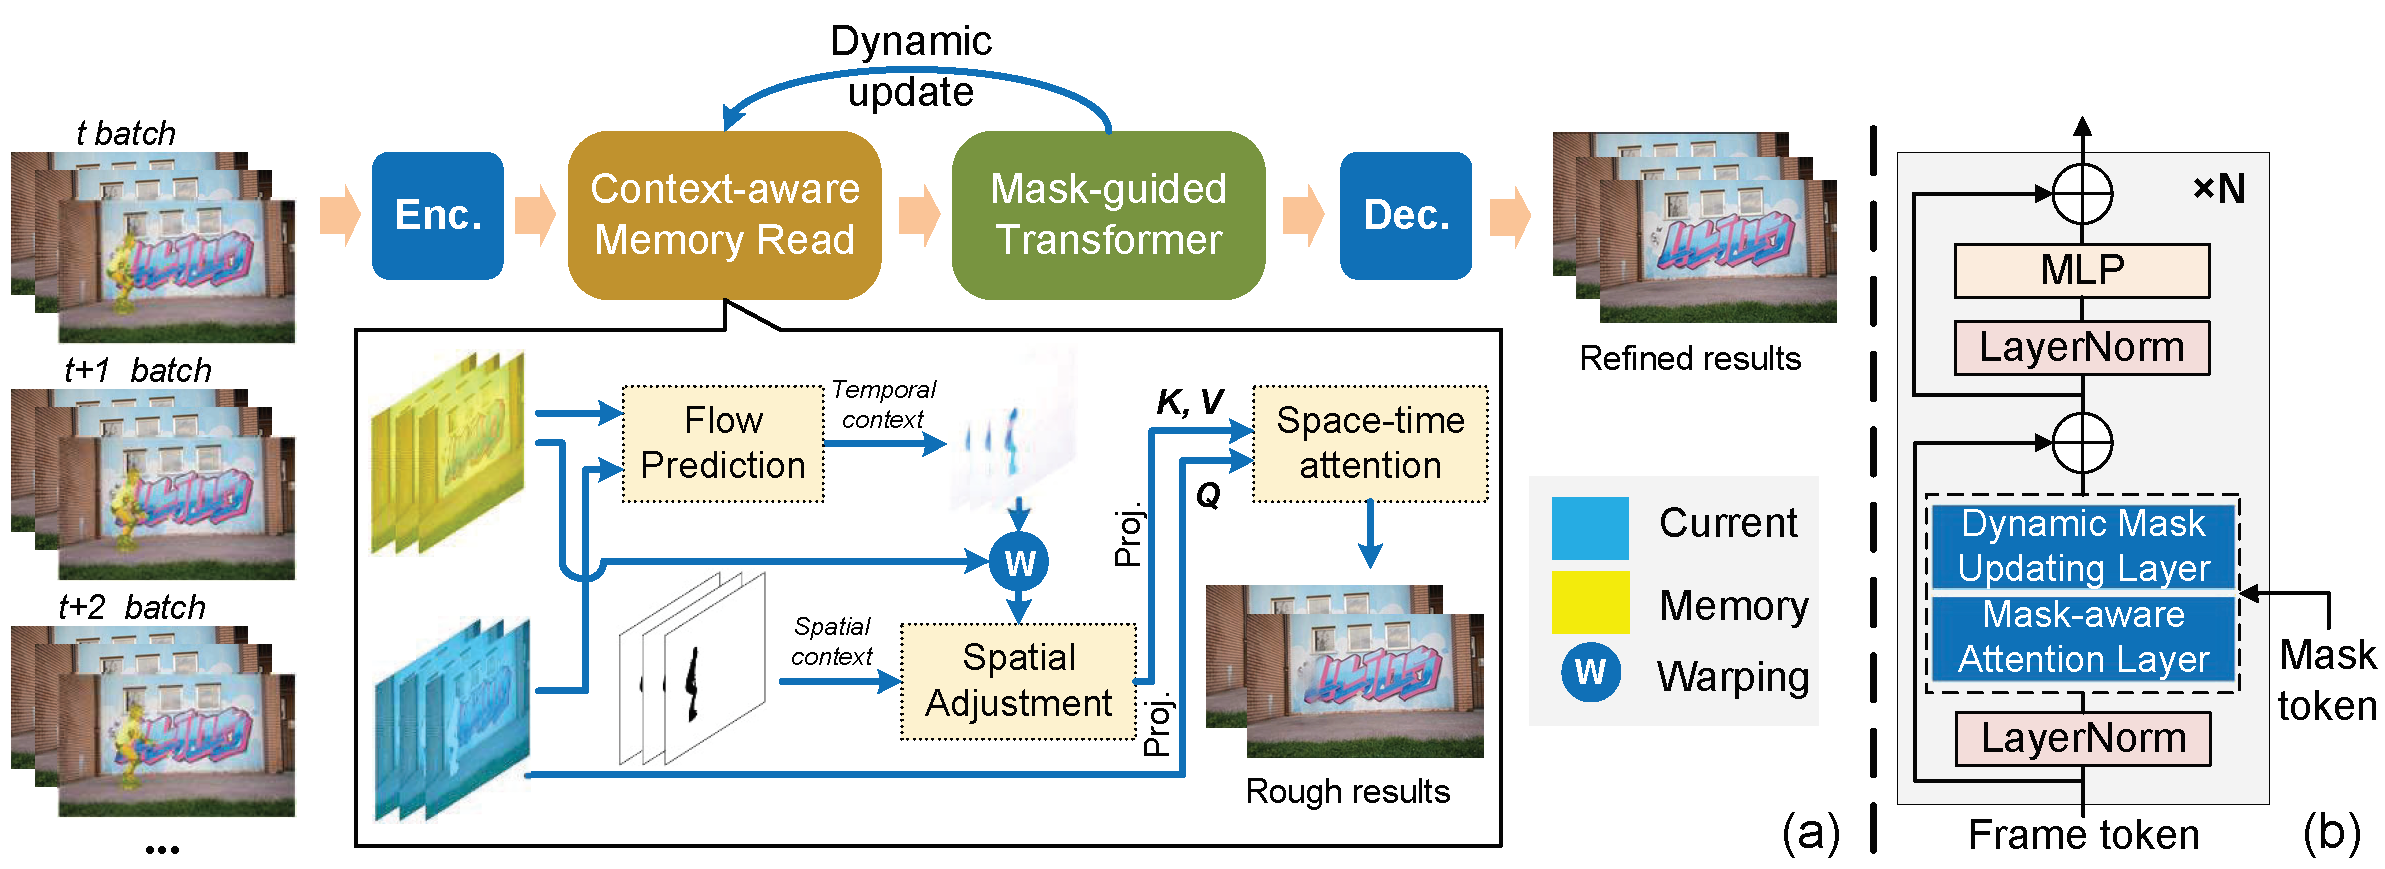 Dynamic
update
t batch
Enc.
Context-aware
Memory Read
Mask-guided
Transformer
Dec.
Refined results
t+1 batch
t+2 batch
...
Flow
Prediction
Temporal
context
K, V
Q
Space-time
attention
W
Proj.
Proj.
Spatial
context
Spatial
Adjustment
Rough results
Current
Memory
W
Warping
(a)
×N
MLP
LayerNorm
Dynamic Mask
Updating Layer
Mask-aware
Attention Layer
Mask
token
LayerNorm
Frame token
(b)